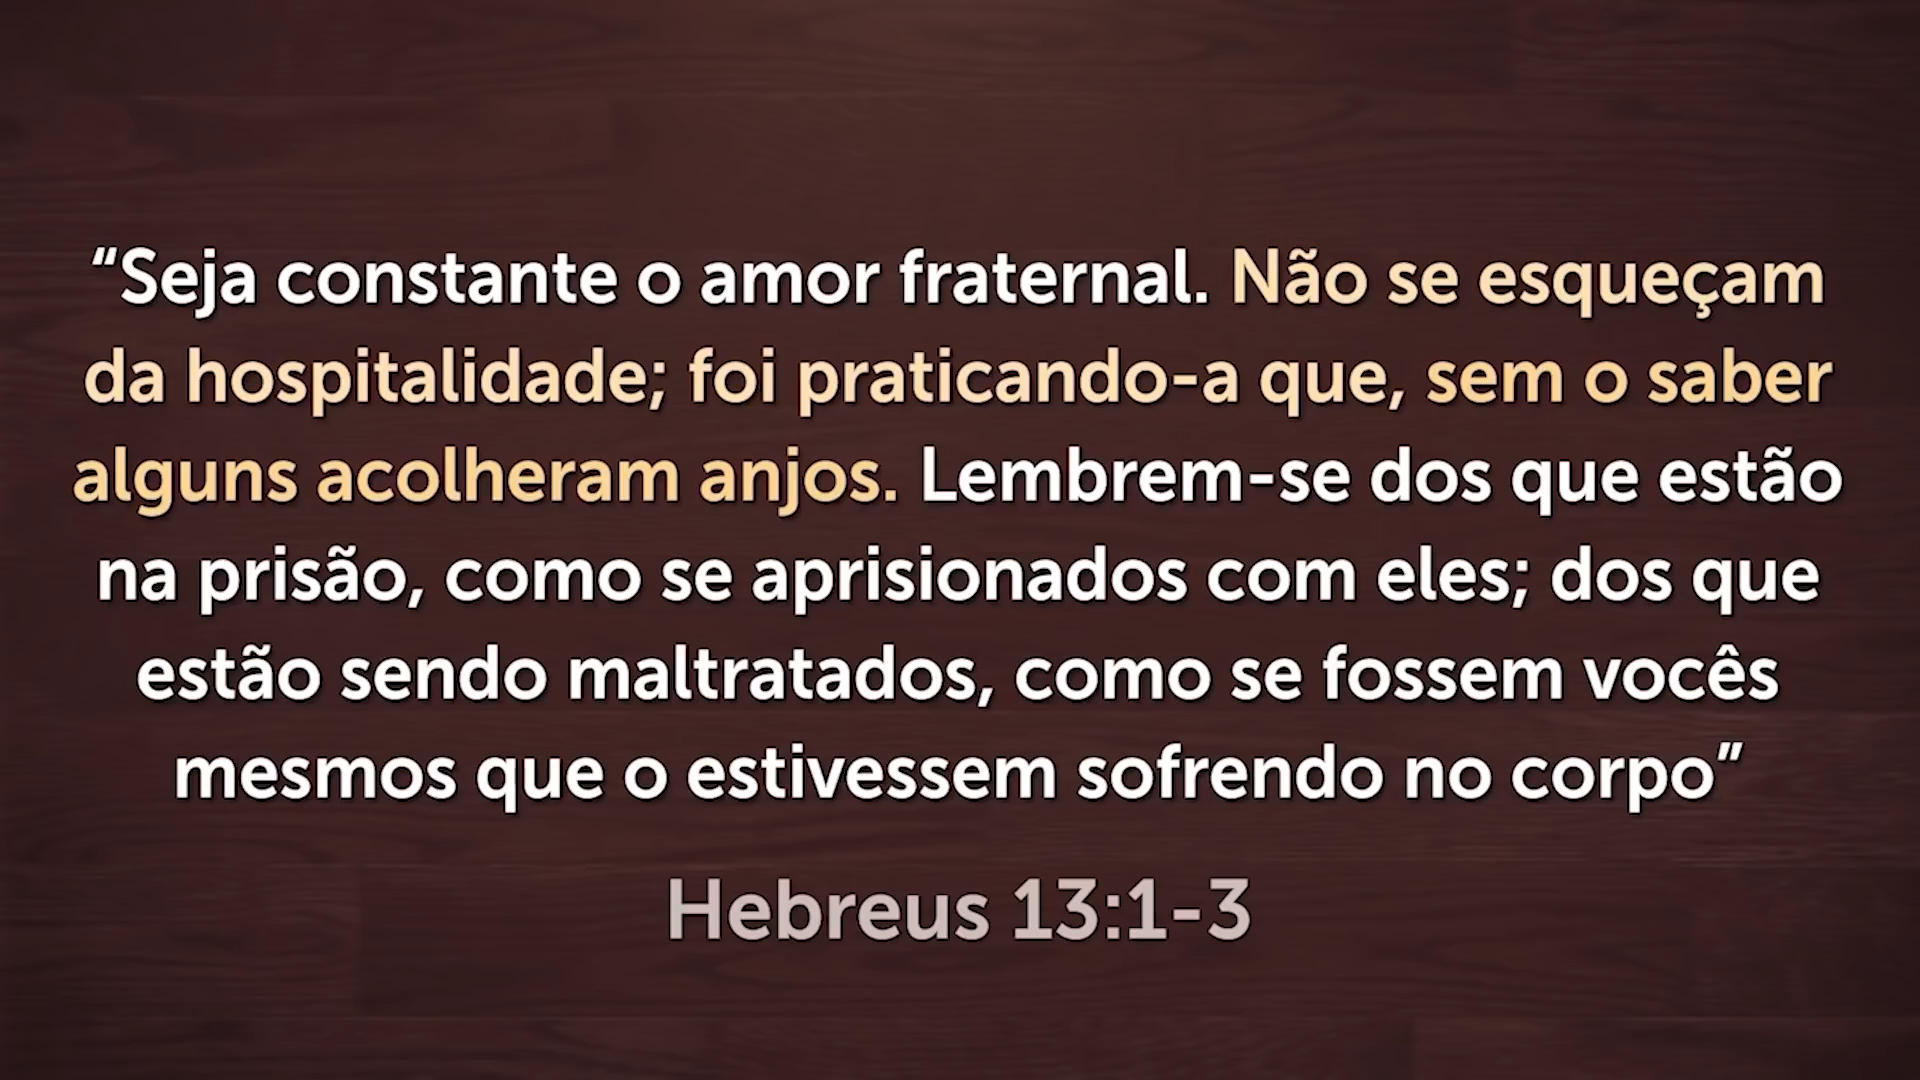 “Seja constante o amor fraternal. Não se esqueçam
da hospitalidade; foi praticando-a que, sem o saber
alguns acolheram anjos. Lembrem-se dos que estão
na prisão, como se aprisionados com eles; dos que
estão sendo maltratados, como se fossem vocês
mesmos que o estivessem sofrendo no corpo”
Hebreus 13:1-3